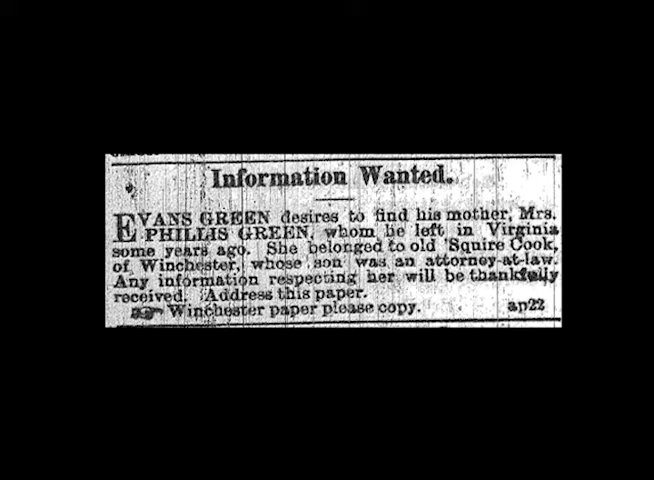 Information Wanted.
EVANS GREEN desires to find his mother, Mrs.
PHILLIS GREEN, whom he left in Virginia
some years ago. She belonged to old 'Squire Cook,
of Winchester, whose son was an attorney-at-law.
Any information respecting her will be thankfully
received. Address this paper.
☞ Winchester paper please copy. ap22